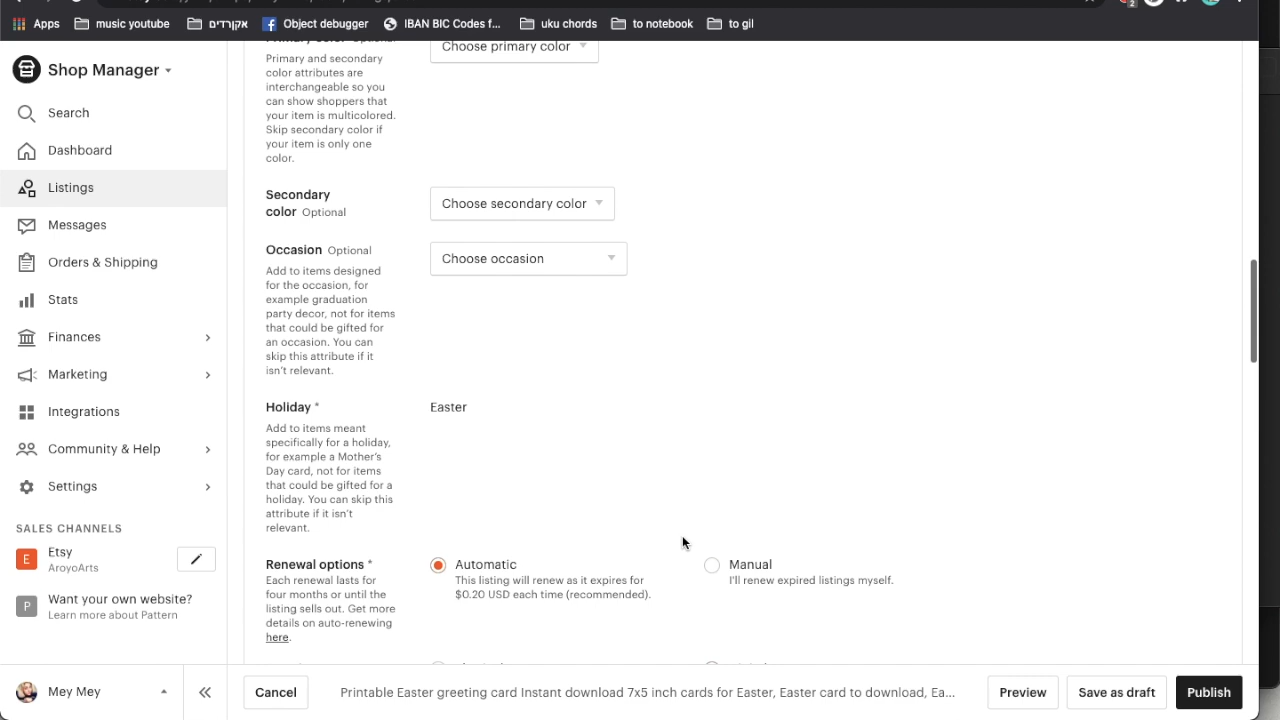 Apps
music youtube
אקורדים
Object debugger
IBAN BIC Codes f...
uku chords
to notebook
to gil
2
Shop Manager
Search
Dashboard
Listings
Messages
Orders & Shipping
Stats
Finances
Marketing
Integrations
Community & Help
Settings
SALES CHANNELS
E
Etsy
AroyoArts
P
Want your own website?
Learn more about Pattern
Mey Mey
Primary color Optional
Choose primary color
Primary and secondary
color attributes are
interchangeable so you
can show shoppers that
your item is multicolored.
Skip secondary color if
your item is only one
color.
Secondary
color Optional
Choose secondary color
Occasion Optional
Choose occasion
Add to items designed
for the occasion, for
example graduation
party decor, not for items
that could be gifted for
an occasion. You can
skip this attribute if it
isn't relevant.
Holiday *
Easter
Add to items meant
specifically for a holiday,
for example a Mother's
Day card, not for items
that could be gifted for a
holiday. You can skip this
attribute if it isn't
relevant.
Renewal options *
Each renewal lasts for
four months or until the
listing sells out. Get more
details on auto-renewing
here.
Automatic
This listing will renew as it expires for
$0.20 USD each time (recommended).
Manual
I'll renew expired listings myself.
Cancel
Printable Easter greeting card Instant download 7x5 inch cards for Easter, Easter card to download, Ea...
Preview
Save as draft
Publish